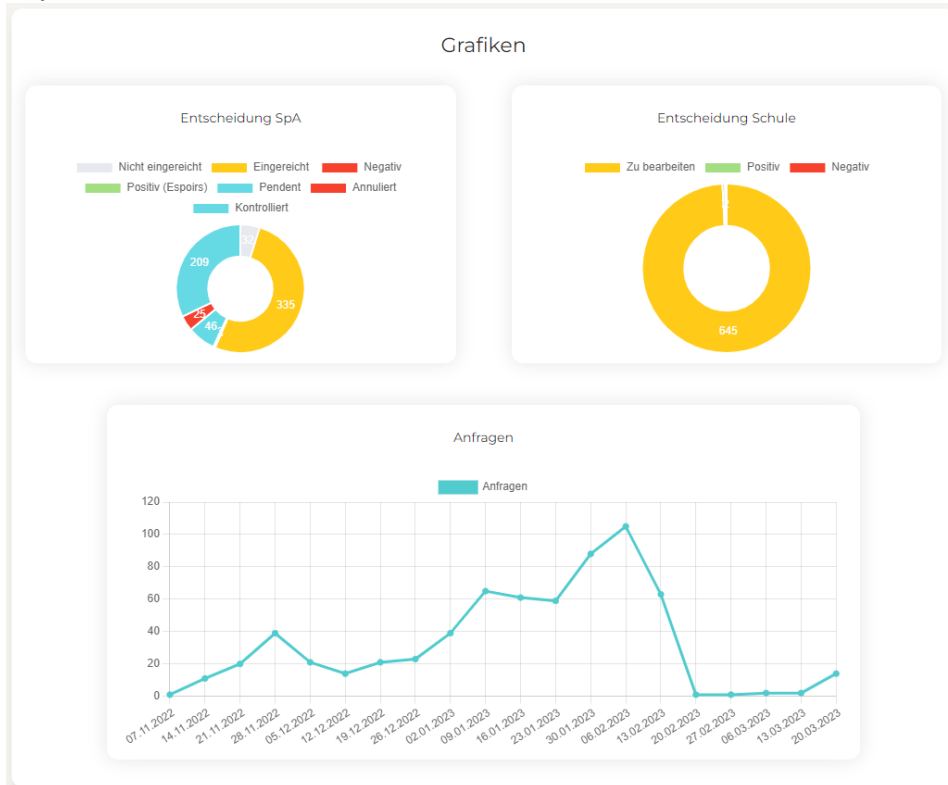 Grafiken
Entscheidung SpA
Nicht eingereicht Eingereicht Negativ
Positiv (Espoirs) Pendent Annuliert
Kontrolliert
32
209
335
25
46
Entscheidung Schule
Zu bearbeiten Positiv Negativ
2
645
Anfragen
Anfragen
120
100
80
60
40
20
0
07.11.2022 14.11.2022 21.11.2022 28.11.2022 05.12.2022 12.12.2022 19.12.2022 26.12.2022 02.01.2023 09.01.2023 16.01.2023 23.01.2023 30.01.2023 06.02.2023 13.02.2023 20.02.2023 27.02.2023 06.03.2023 13.03.2023 20.03.2023